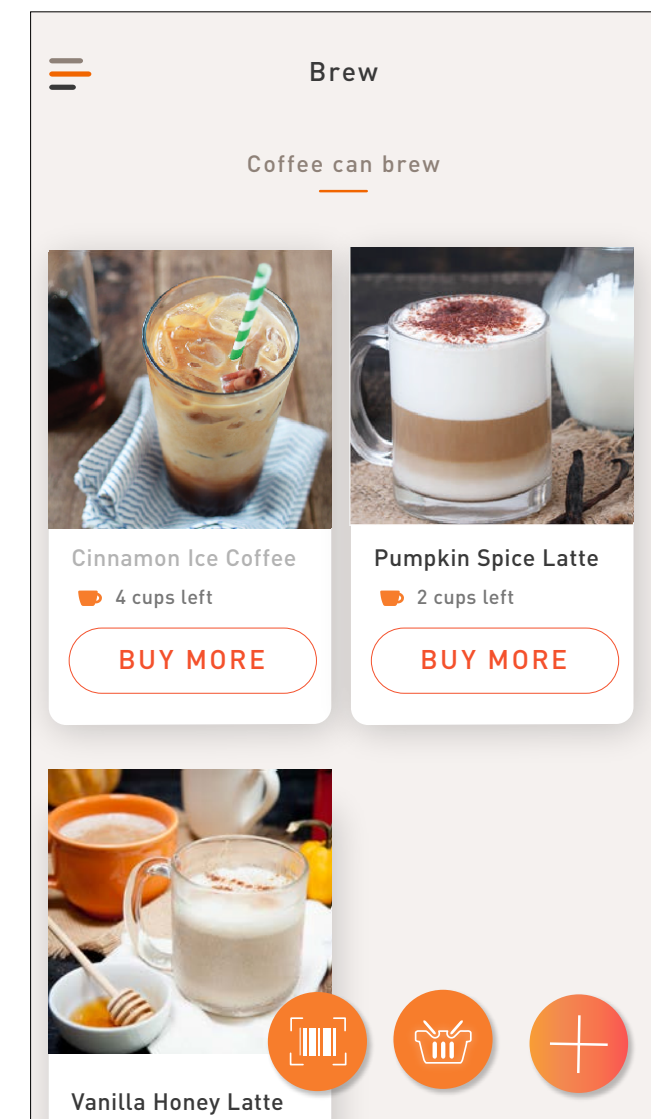 Brew
Coffee can brew
Cinnamon Ice Coffee
4 cups left
BUY MORE
Pumpkin Spice Latte
2 cups left
BUY MORE
Vanilla Honey Latte